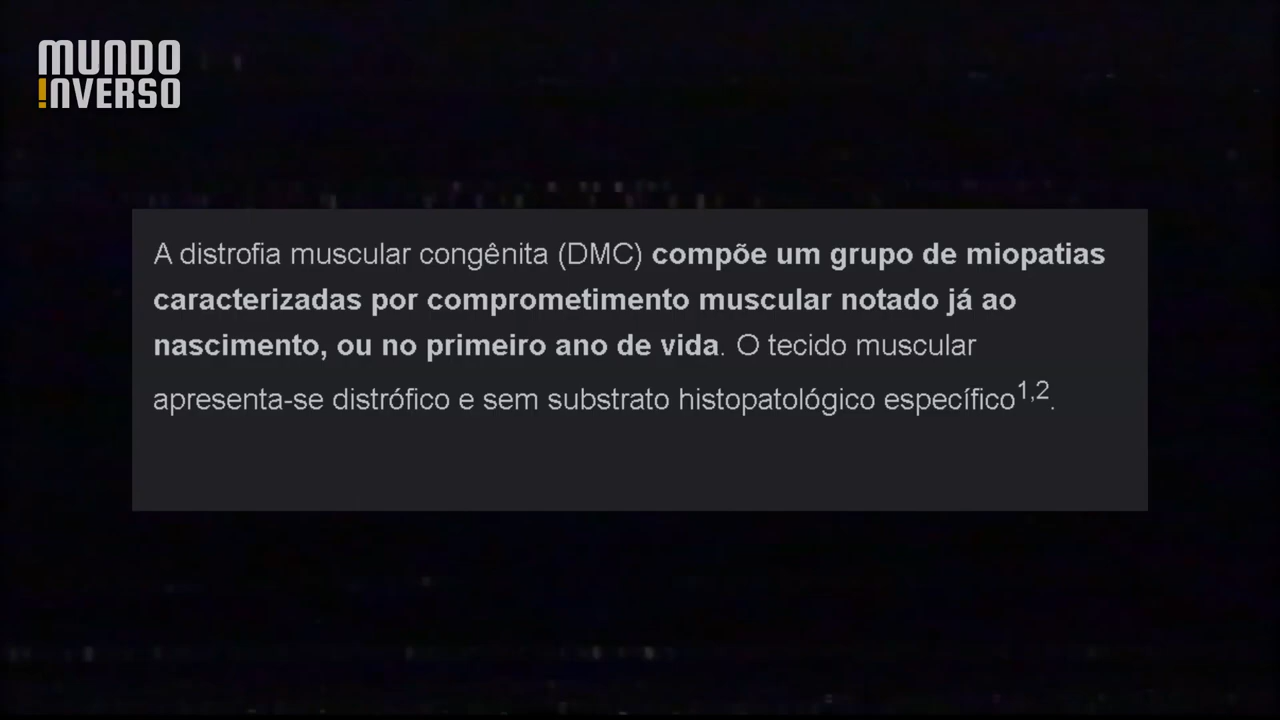 MUNDO
!NVERSO
A distrofia muscular congênita (DMC) compõe um grupo de miopatias
caracterizadas por comprometimento muscular notado já ao
nascimento, ou no primeiro ano de vida. O tecido muscular
apresenta-se distrófico e sem substrato histopatológico específico1,2.